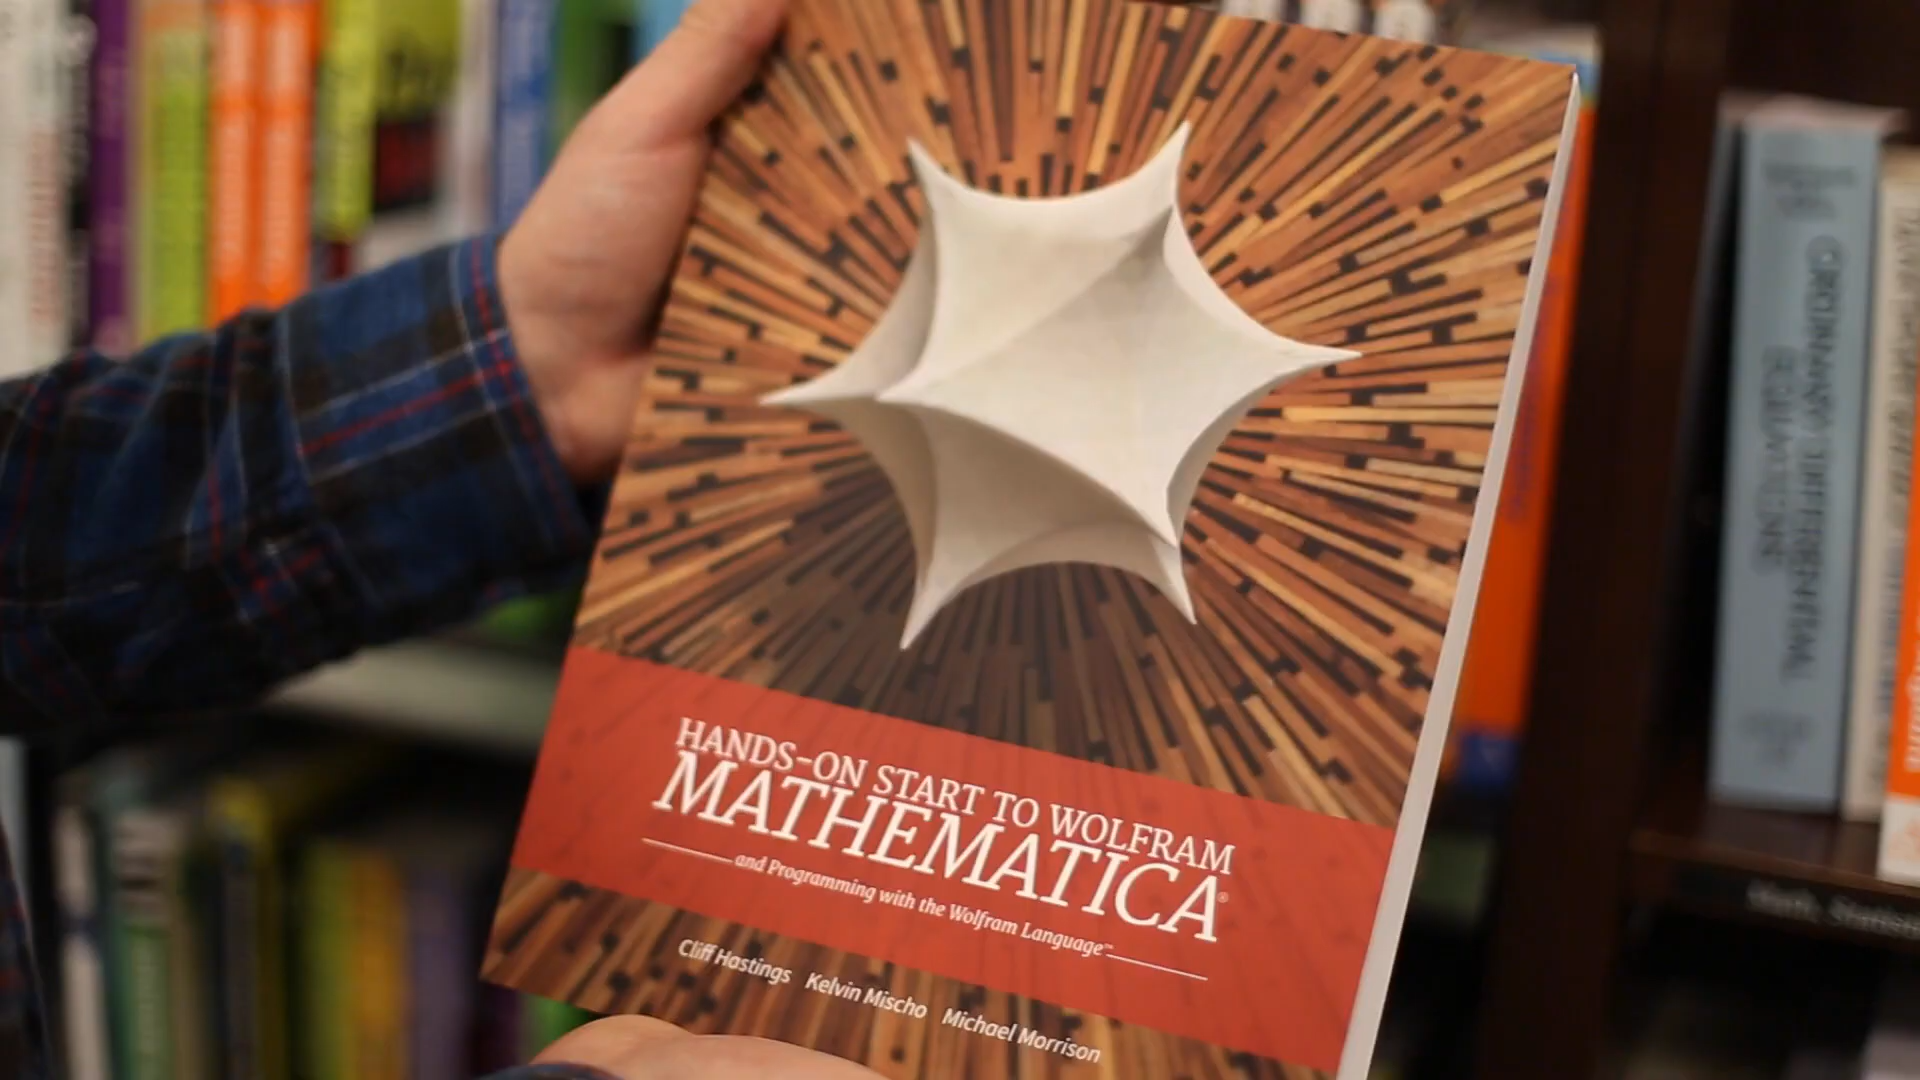 HANDS-ON START TO WOLFRAM
MATHEMATICA®
and Programming with the Wolfram Language™
Cliff Hastings Kelvin Mischo Michael Morrison
ORDINARY DIFFERENTIAL
EQUATIONS